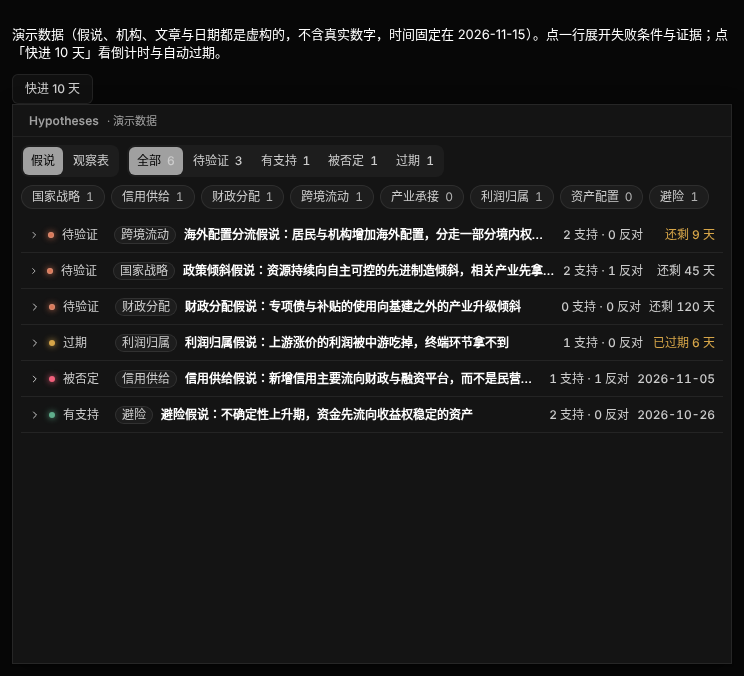 演示数据（假说、机构、文章与日期都是虚构的，不含真实数字，时间固定在 2026-11-15）。点一行展开失败条件与证据；点
「快进 10 天」看倒计时与自动过期。
快进 10 天
Hypotheses · 演示数据
假说 观察表 全部 6 待验证 3 有支持 1 被否定 1 过期 1
国家战略 1 信用供给 1 财政分配 1 跨境流动 1 产业承接 0 利润归属 1 资产配置 0 避险 1
待验证 跨境流动 海外配置分流假说：居民与机构增加海外配置，分走一部分境内权… 2 支持 · 0 反对 还剩 9 天
待验证 国家战略 政策倾斜假说：资源持续向自主可控的先进制造倾斜，相关产业先拿… 2 支持 · 1 反对 还剩 45 天
待验证 财政分配 财政分配假说：专项债与补贴的使用向基建之外的产业升级倾斜 0 支持 · 0 反对 还剩 120 天
过期 利润归属 利润归属假说：上游涨价的利润被中游吃掉，终端环节拿不到 1 支持 · 0 反对 已过期 6 天
被否定 信用供给 信用供给假说：新增信用主要流向财政与融资平台，而不是民营… 1 支持 · 1 反对 2026-11-05
有支持 避险 避险假说：不确定性上升期，资金先流向收益权稳定的资产 2 支持 · 0 反对 2026-10-26